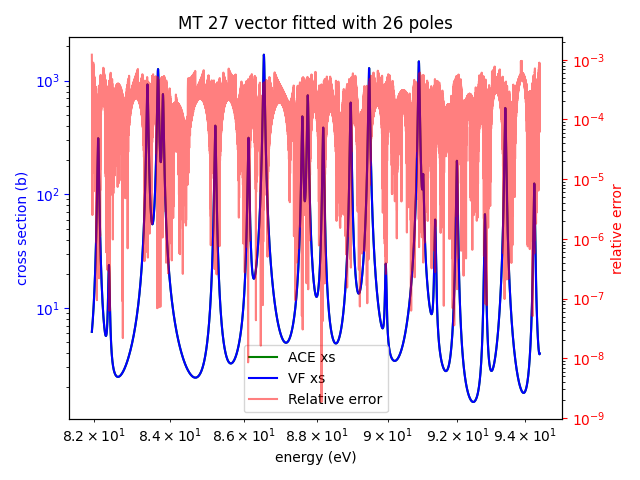 MT 27 vector fitted with 26 poles
cross section (b)
10³
10²
10¹
10⁻³
10⁻⁴
10⁻⁵
10⁻⁶
10⁻⁷
10⁻⁸
10⁻⁹
relative error
ACE xs
VF xs
Relative error
8.2 × 10¹ 8.4 × 10¹ 8.6 × 10¹ 8.8 × 10¹ 9 × 10¹ 9.2 × 10¹ 9.4 × 10¹
energy (eV)